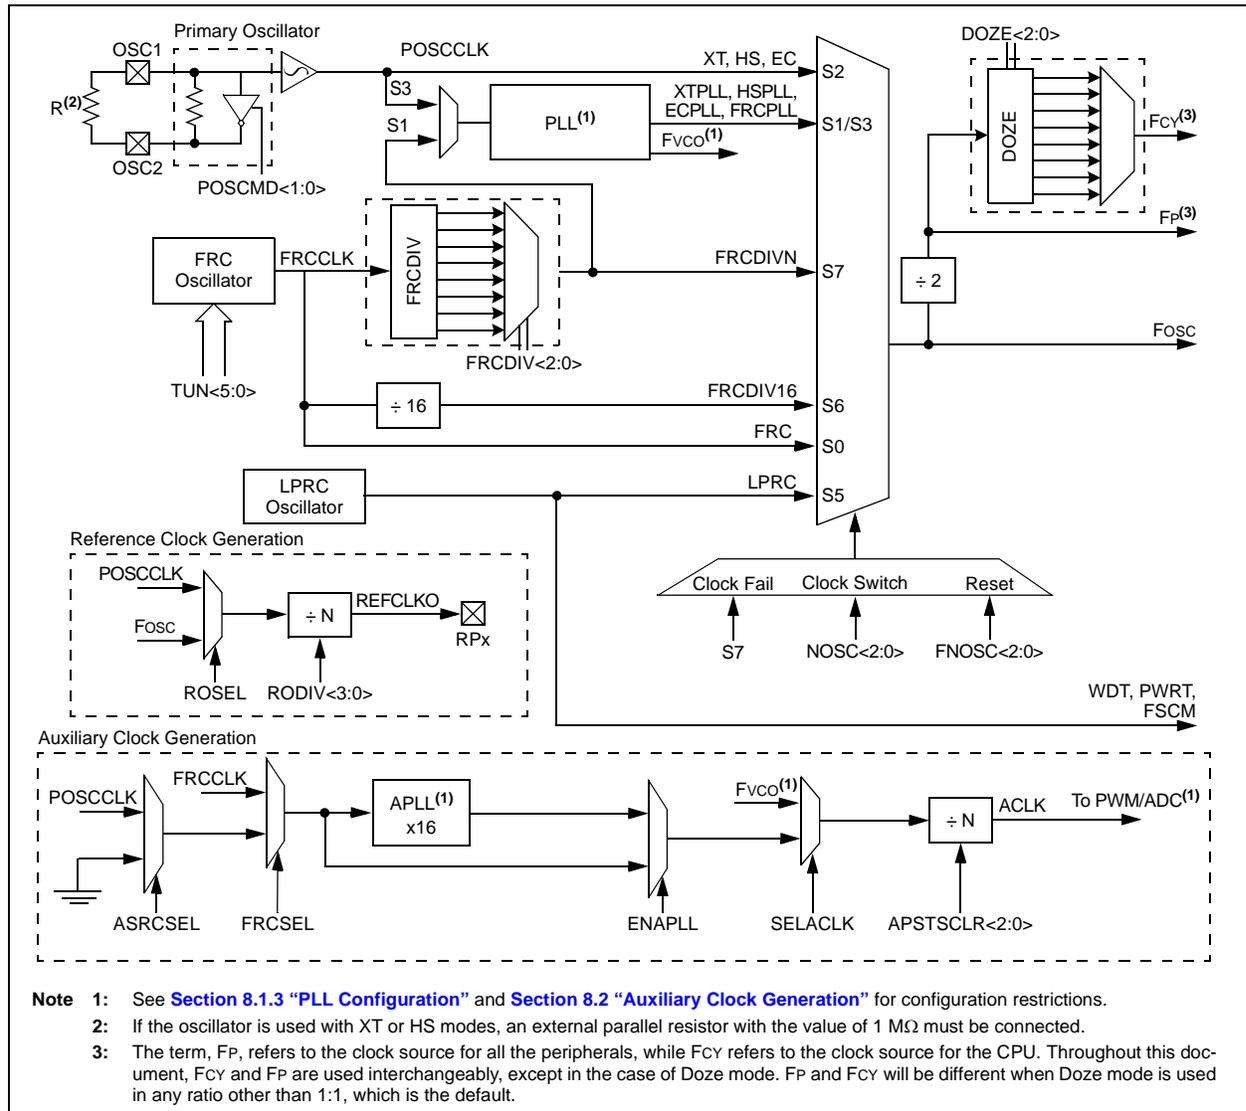 Primary Oscillator
DOZE<2:0>
OSC1
POSCCLK
XT, HS, EC
S2
R(2)
S3
XTPLL, HSPLL,
ECPLL, FRCPLL
S1/S3
S1
PLL(1)
FVCO(1)
DOZE
FCY(3)
OSC2
POSCMD<1:0>
FP(3)
FRC
Oscillator
FRCCLK
FRCDIV
FRCDIVN
S7
÷ 2
FRCDIV<2:0>
FOSC
TUN<5:0>
÷ 16
FRCDIV16
S6
FRC
S0
LPRC
Oscillator
LPRC
S5
Reference Clock Generation
POSCCLK
FOSC
÷ N
REFCLKO
RPx
ROSEL
RODIV<3:0>
Clock Fail
Clock Switch
Reset
S7
NOSC<2:0>
FNOSC<2:0>
WDT, PWRT,
FSCM
Auxiliary Clock Generation
POSCCLK
FRCCLK
APLL(1)
x16
FVCO(1)
÷ N
ACLK
To PWM/ADC(1)
ASRCSEL
FRCSEL
ENAPLL
SELACLK
APSTSCLR<2:0>
Note 1: See Section 8.1.3 “PLL Configuration” and Section 8.2 “Auxiliary Clock Generation” for configuration restrictions.
2: If the oscillator is used with XT or HS modes, an external parallel resistor with the value of 1 MΩ must be connected.
3: The term, FP, refers to the clock source for all the peripherals, while FCY refers to the clock source for the CPU. Throughout this doc-
ument, FCY and FP are used interchangeably, except in the case of Doze mode. FP and FCY will be different when Doze mode is used
in any ratio other than 1:1, which is the default.